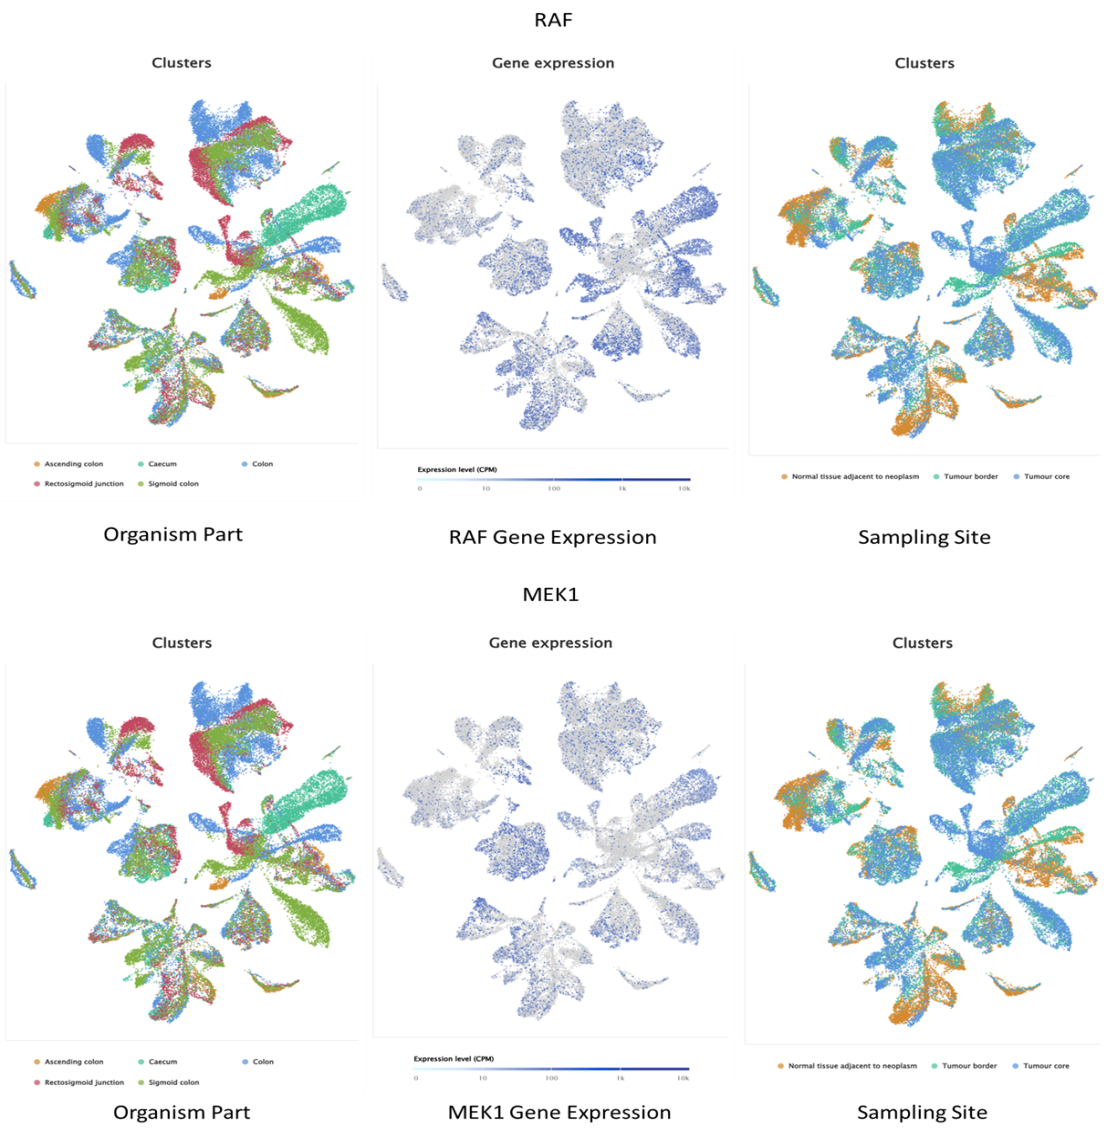 RAF
Clusters
Gene expression
Clusters
Ascending colon
Caecum
Colon
Rectosigmoid junction
Sigmoid colon
Expression level (CPM)
0 10 100 1k 10k
Normal tissue adjacent to neoplasm
Tumour border
Tumour core
Organism Part
RAF Gene Expression
Sampling Site
MEK1
Clusters
Gene expression
Clusters
Ascending colon
Caecum
Colon
Rectosigmoid junction
Sigmoid colon
Expression level (CPM)
0 10 100 1k 10k
Normal tissue adjacent to neoplasm
Tumour border
Tumour core
Organism Part
MEK1 Gene Expression
Sampling Site